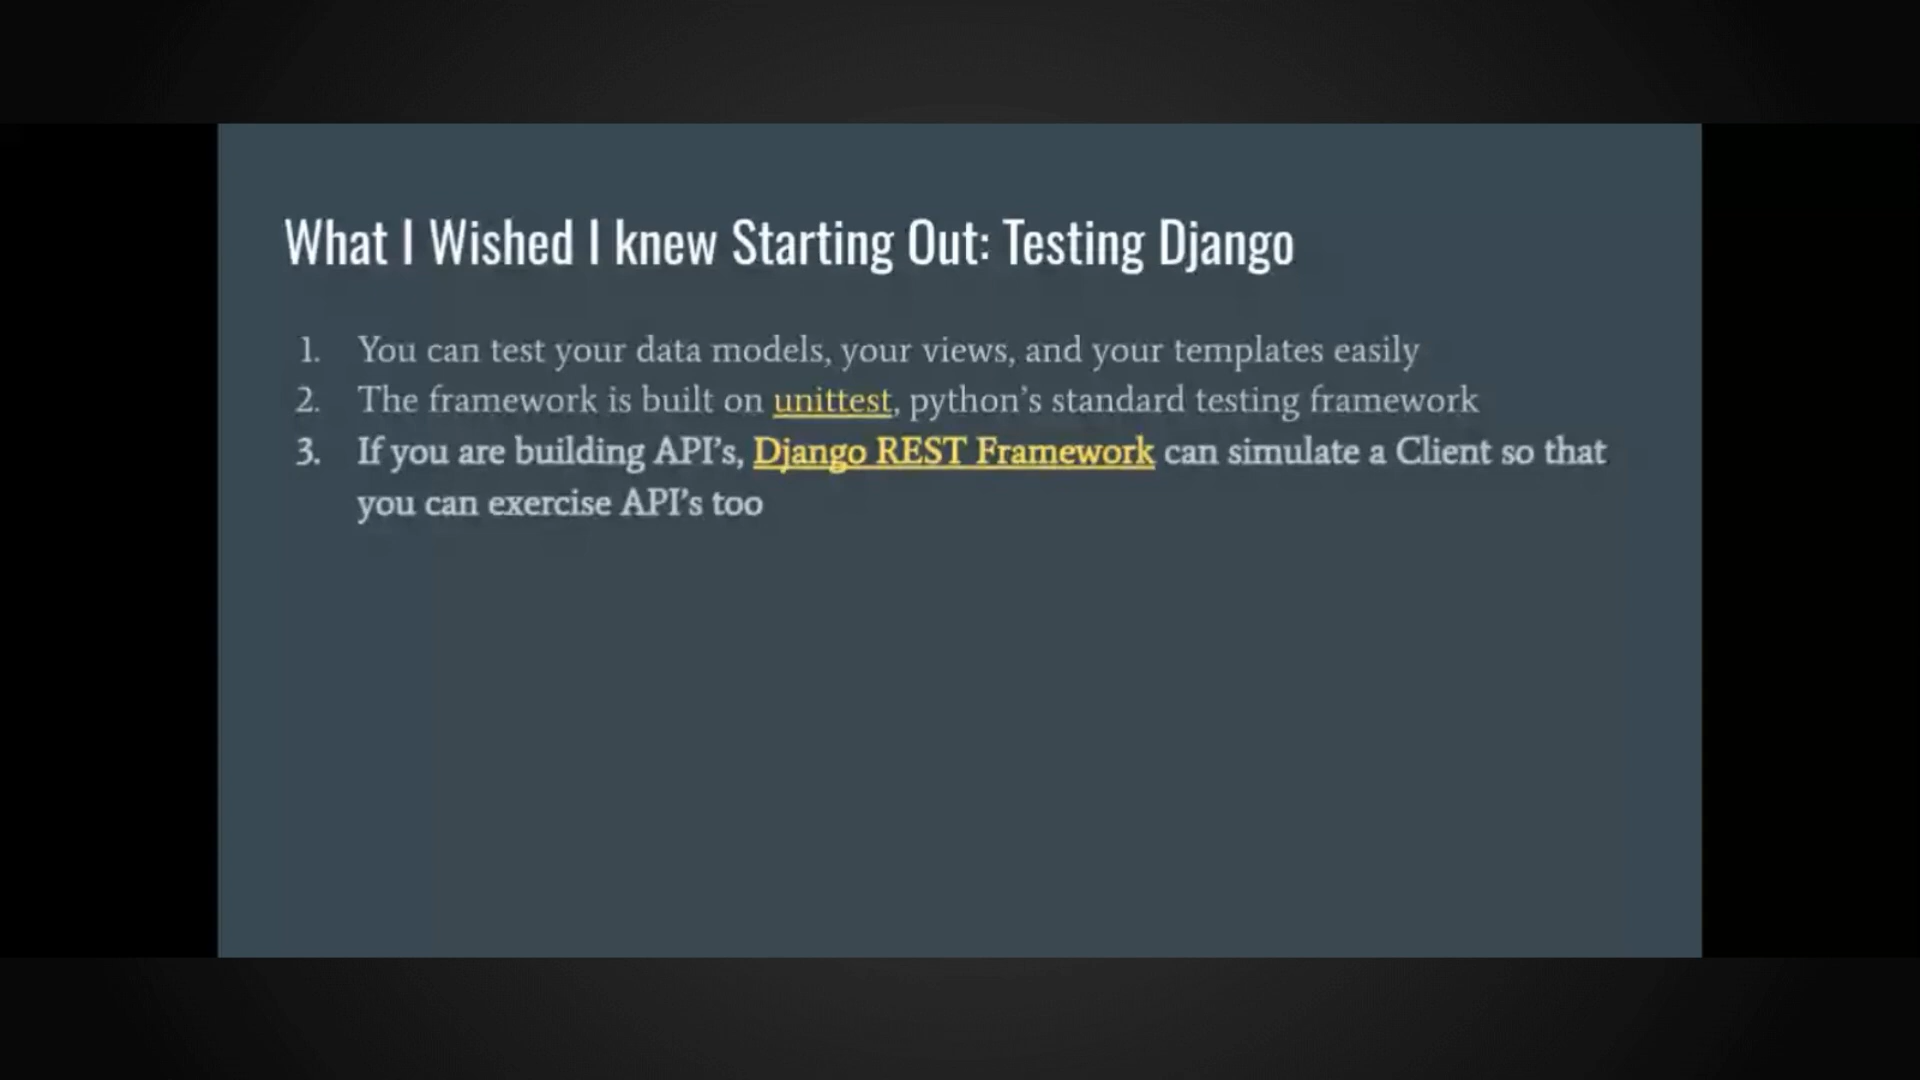 What I Wished I knew Starting Out: Testing Django
1. You can test your data models, your views, and your templates easily
2. The framework is built on unittest, python's standard testing framework
3. If you are building API's, Django REST Framework can simulate a Client so that
you can exercise API's too